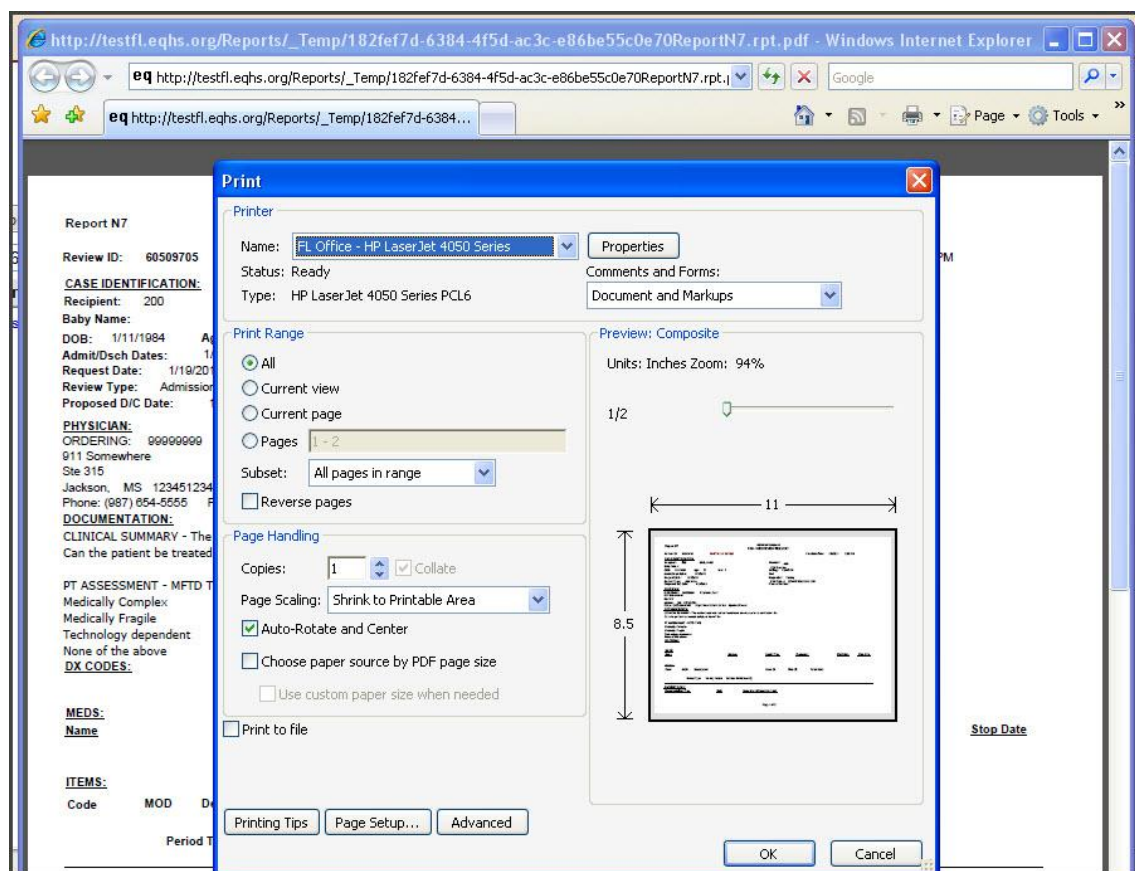 http://testfl.eqhs.org/Reports/_Temp/182fef7d-6384-4f5d-ac3c-e86be55c0e70ReportN7.rpt.pdf - Windows Internet Explorer
eq http://testfl.eqhs.org/Reports/_Temp/182fef7d-6384-4f5d-ac3c-e86be55c0e70ReportN7.rpt.p
Google
eq http://testfl.eqhs.org/Reports/_Temp/182fef7d-6384...
Page Tools
Report N7
Review ID: 60509705
PM
CASE IDENTIFICATION:
Recipient: 200
Baby Name:
DOB: 1/11/1984
Admit/Dsch Dates:
Request Date: 1/19/201
Review Type: Admission
Proposed D/C Date:
PHYSICIAN:
ORDERING: 99999999
911 Somewhere
Ste 315
Jackson, MS 123451234
Phone: (987) 654-5555
DOCUMENTATION:
CLINICAL SUMMARY - The
Can the patient be treated
PT ASSESSMENT - MFTD T
Medically Complex
Medically Fragile
Technology dependent
None of the above
DX CODES:
MEDS:
Name
Stop Date
ITEMS:
Code MOD De
Period T
Print
Printer
Name: FL Office - HP LaserJet 4050 Series Properties
Status: Ready
Comments and Forms:
Type: HP LaserJet 4050 Series PCL6
Document and Markups
Print Range
All
Current view
Current page
Pages 1 - 2
Subset: All pages in range
Reverse pages
Page Handling
Copies: 1 Collate
Page Scaling: Shrink to Printable Area
Auto-Rotate and Center
Choose paper source by PDF page size
Use custom paper size when needed
Print to file
Preview: Composite
Units: Inches Zoom: 94%
1/2
11
8.5
Printing Tips Page Setup... Advanced
OK Cancel